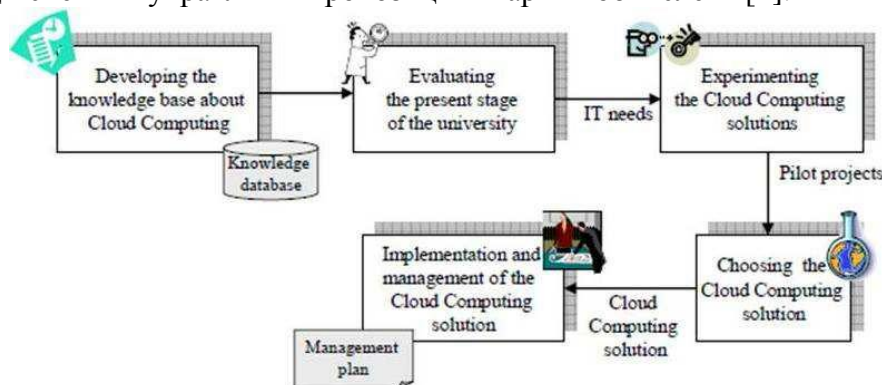 Developing the
knowledge base about
Cloud Computing
Knowledge
database
Evaluating
the present stage
of the university
IT needs
Experimenting
the Cloud Computing
solutions
Pilot projects
Choosing the
Cloud Computing
solution
Cloud
Computing
solution
Implementation and
management of the
Cloud Computing
solution
Management
plan